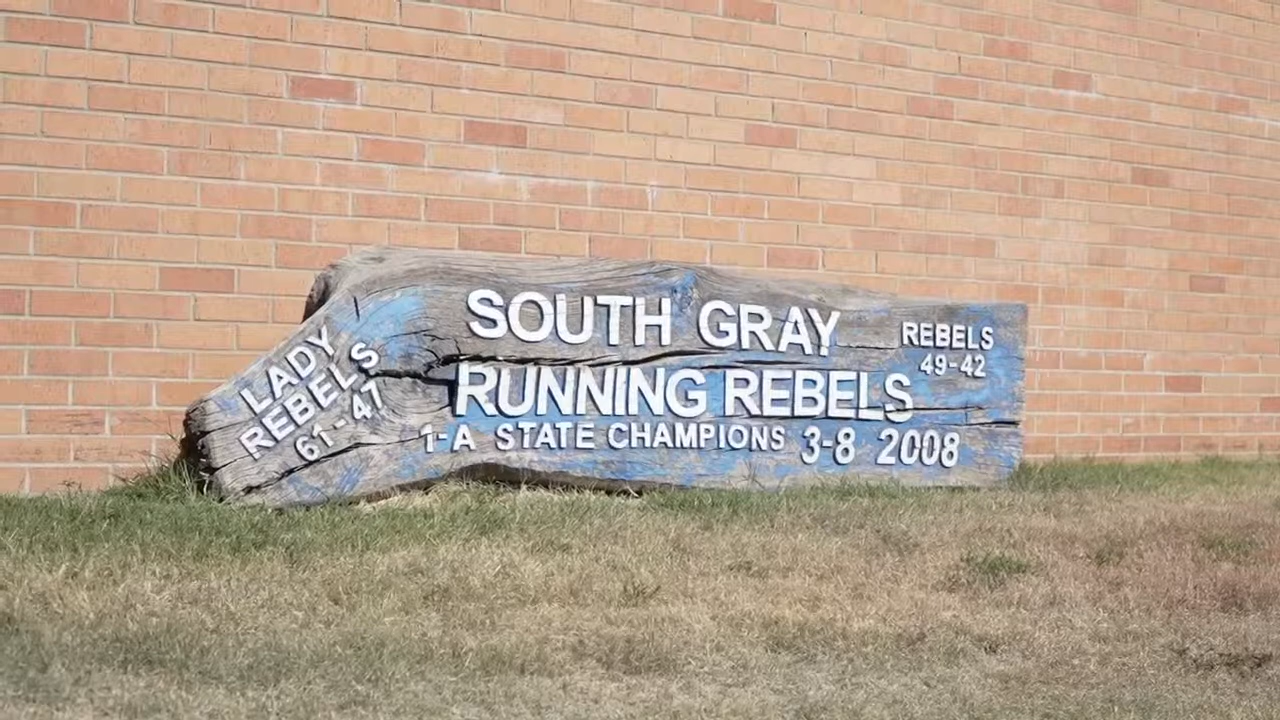 LADY
REBELS
61-47
SOUTH GRAY
RUNNING REBELS
1-A STATE CHAMPIONS 3-8 2008
REBELS
49-42